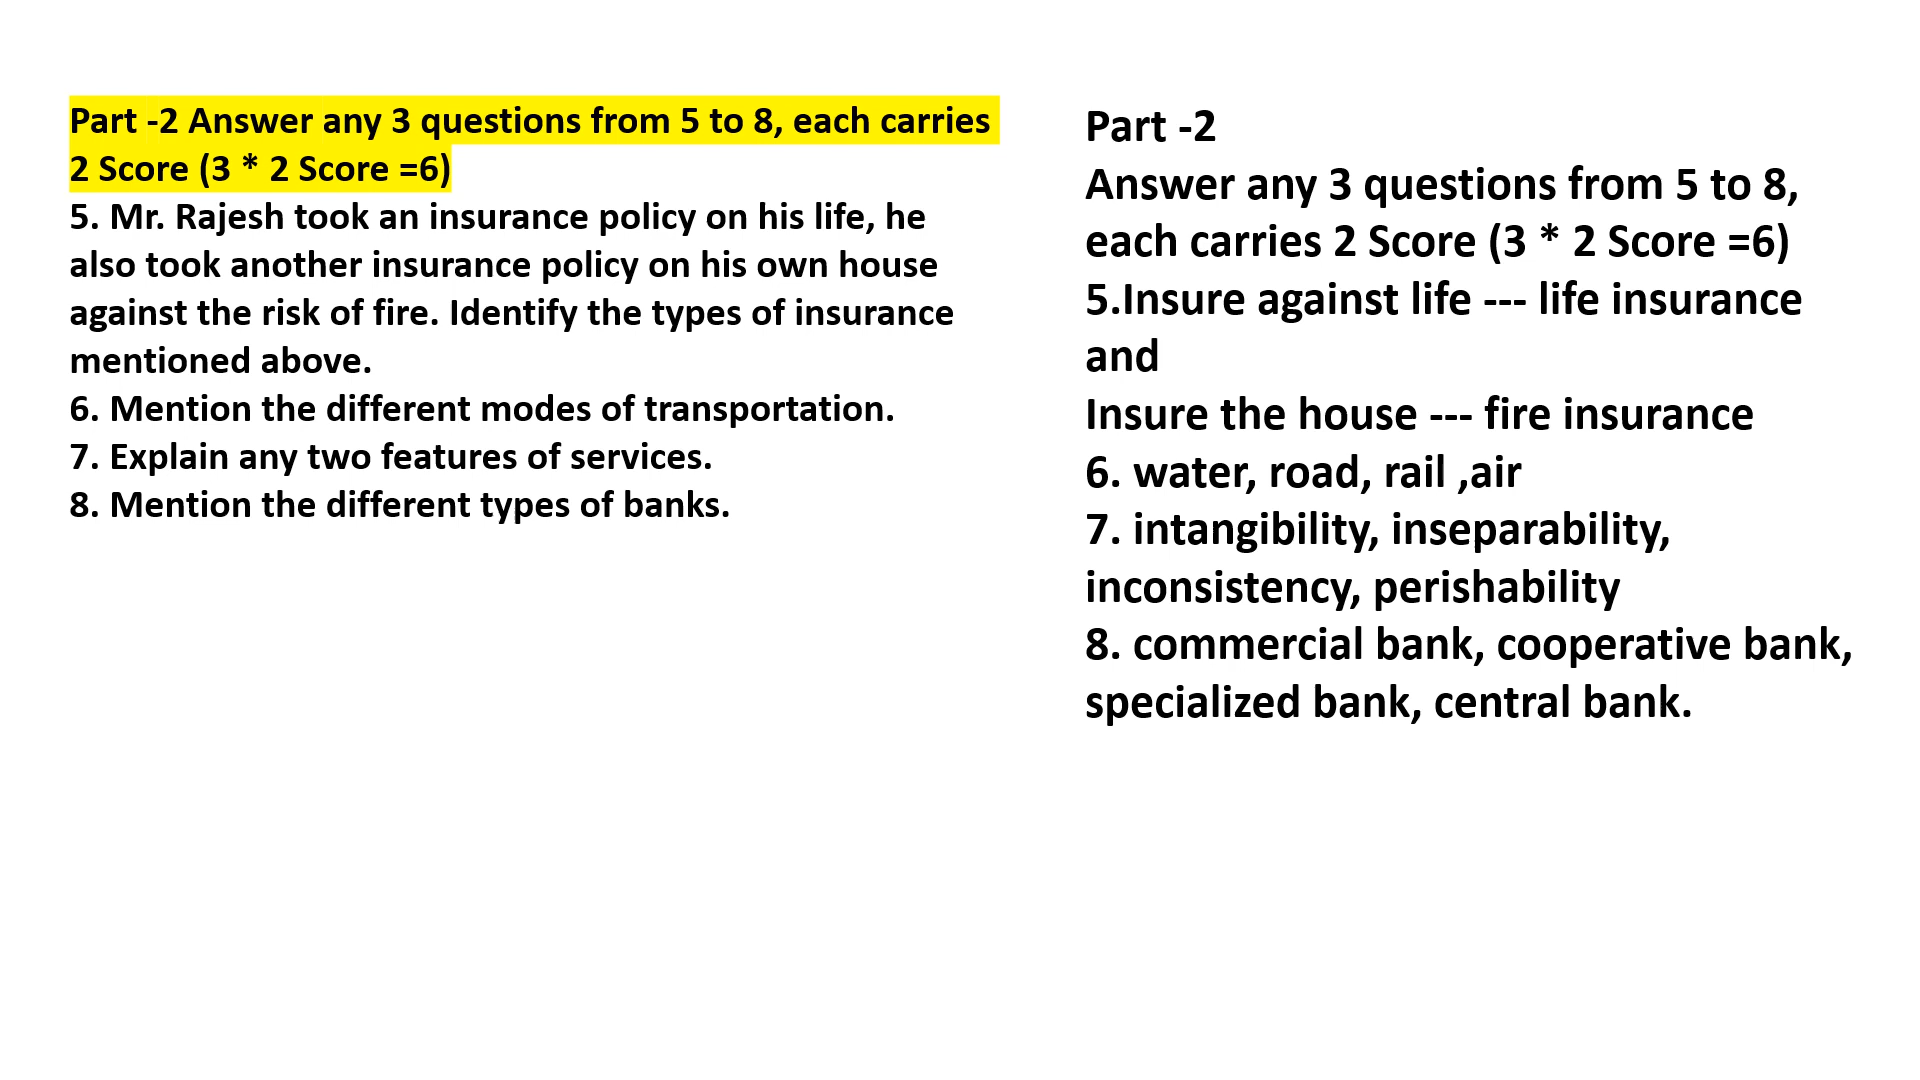 Part -2 Answer any 3 questions from 5 to 8, each carries
2 Score (3 * 2 Score =6)
5. Mr. Rajesh took an insurance policy on his life, he
also took another insurance policy on his own house
against the risk of fire. Identify the types of insurance
mentioned above.
6. Mention the different modes of transportation.
7. Explain any two features of services.
8. Mention the different types of banks.
Part -2
Answer any 3 questions from 5 to 8,
each carries 2 Score (3 * 2 Score =6)
5.Insure against life --- life insurance
and
Insure the house --- fire insurance
6. water, road, rail ,air
7. intangibility, inseparability,
inconsistency, perishability
8. commercial bank, cooperative bank,
specialized bank, central bank.